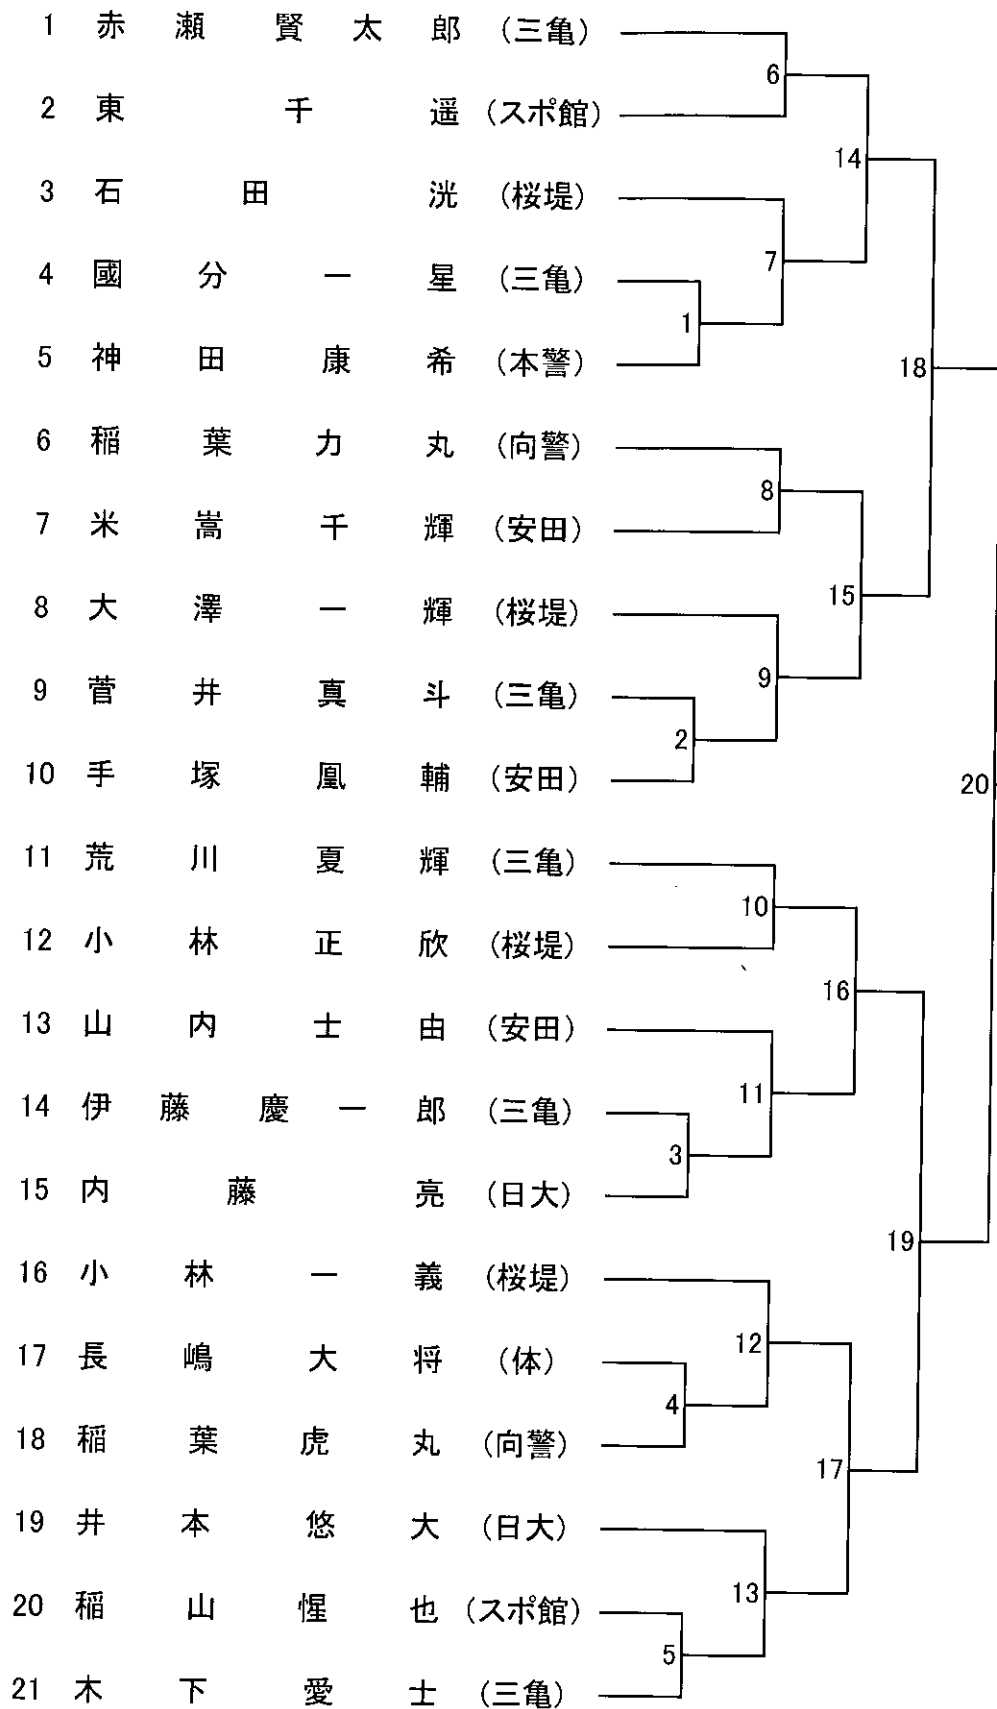 1 赤瀬賢太郎 (三亀)
6
2 東千遥 (スポ館)
14
3 石田洸 (桜堤)
7
4 國分一星 (三亀)
1
5 神田康希 (本警)
18
6 稲葉力丸 (向警)
8
7 米嵩千輝 (安田)
15
8 大澤一輝 (桜堤)
9
9 菅井真斗 (三亀)
2
10 手塚凰輔 (安田)
20
11 荒川夏輝 (三亀)
10
12 小林正欣 (桜堤)
16
13 山内士由 (安田)
11
14 伊藤慶一郎 (三亀)
3
15 内藤亮 (日大)
19
16 小林一義 (桜堤)
12
17 長嶋大将 (体)
4
18 稲葉虎丸 (向警)
17
19 井本悠大 (日大)
13
20 稲山惺也 (スポ館)
5
21 木下愛士 (三亀)